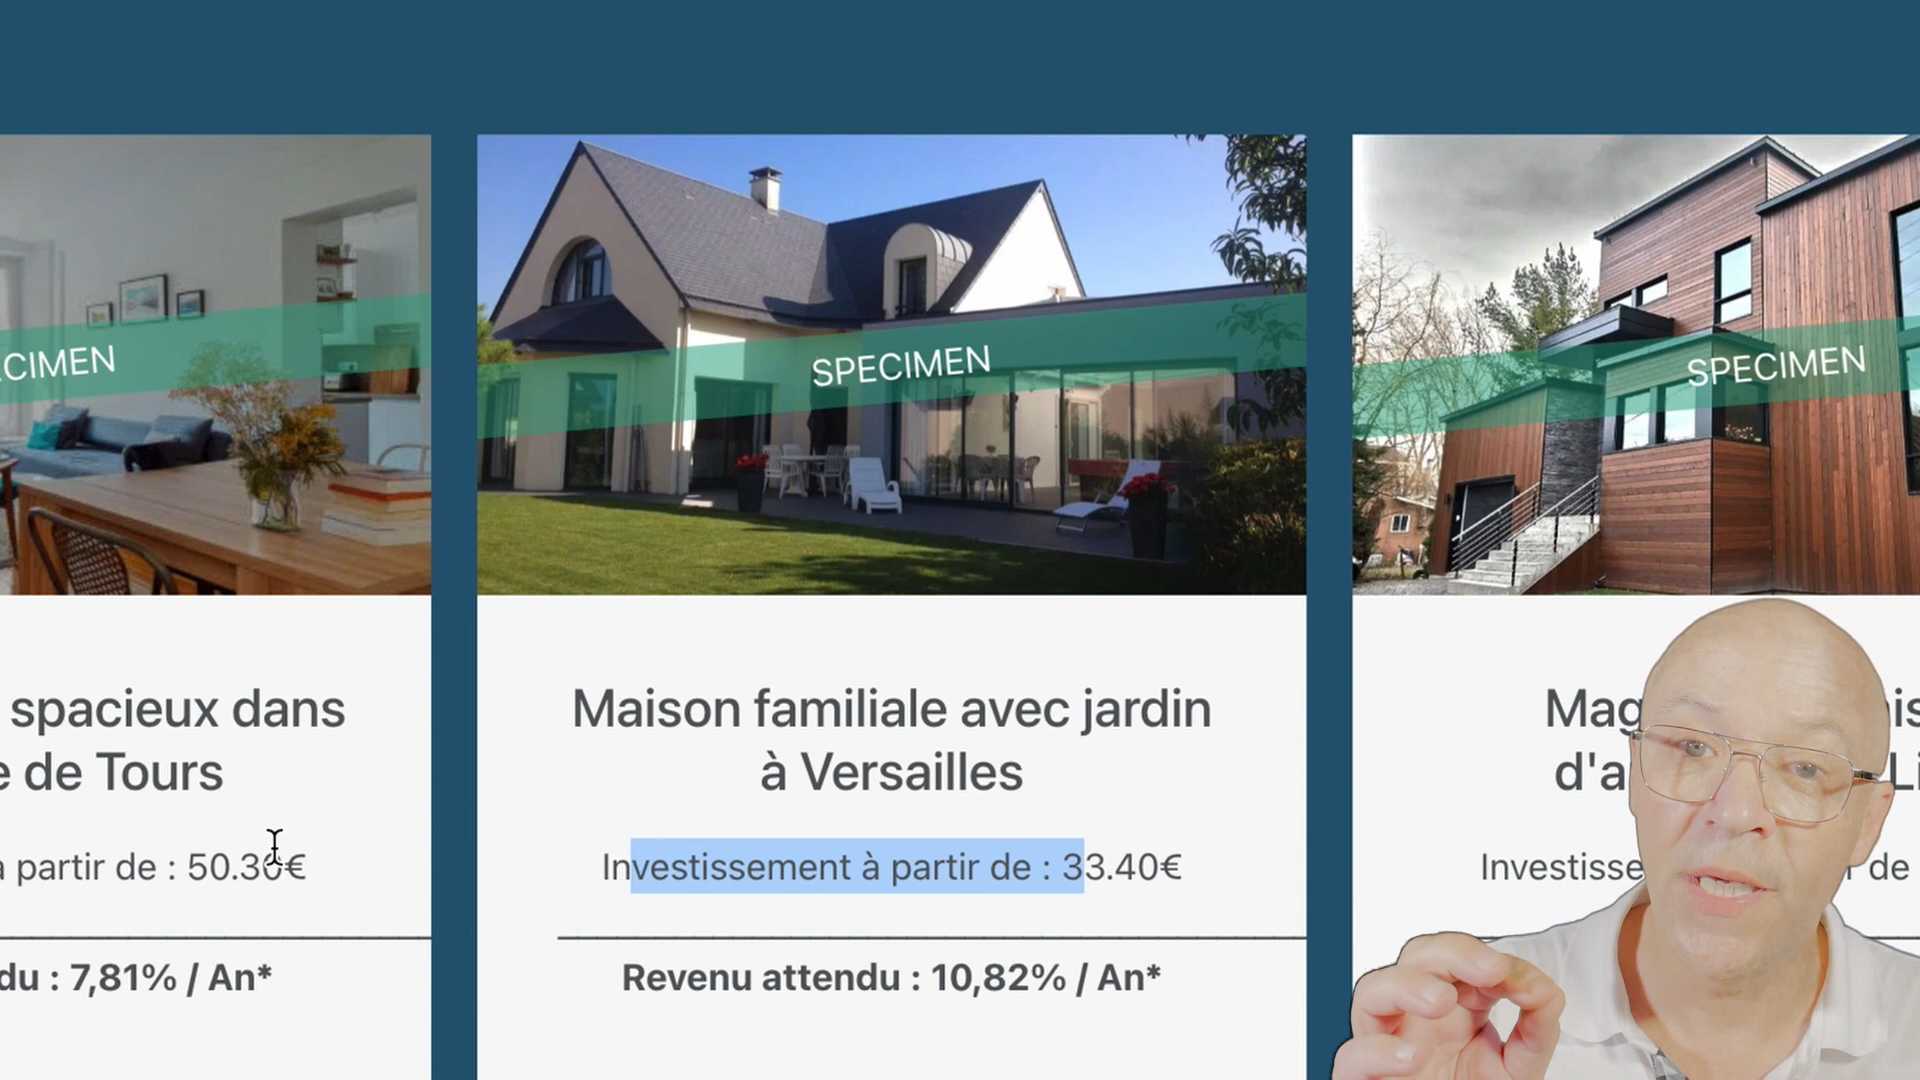 CIMEN
spacieux dans
e de Tours
à partir de : 50.30€
du : 7,81% / An*
SPECIMEN
Maison familiale avec jardin
à Versailles
Investissement à partir de : 33.40€
Revenu attendu : 10,82% / An*
SPECIMEN
Mag
d'a
Investisse de